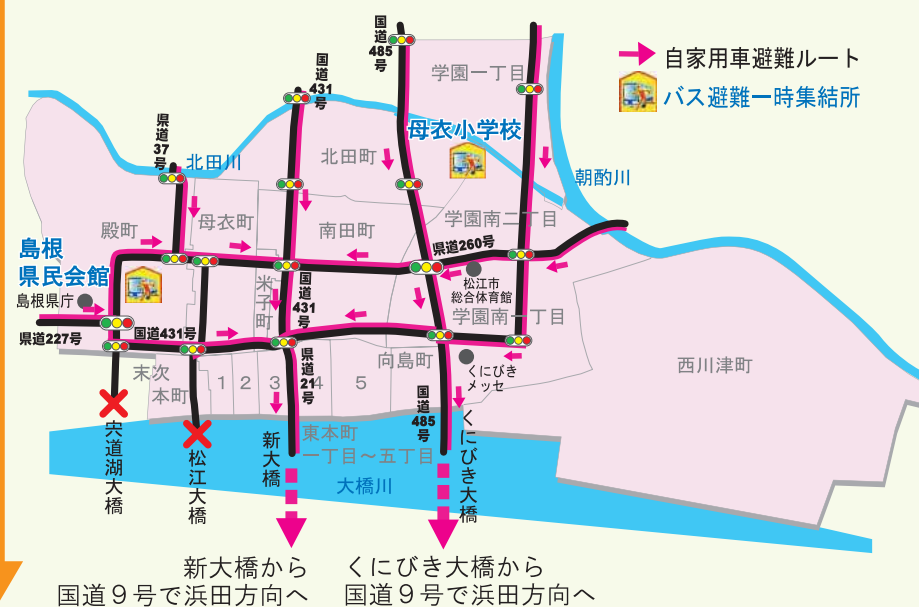 国道485号
学園一丁目
自家用車避難ルート
国道431号
バス避難一時集結所
県道37号
北田川
北田町
母衣小学校
朝酌川
殿町
母衣町
南田町
学園南二丁目
県道260号
島根
県民会館
島根県庁
米子町
国道431号
松江市
総合体育館
県道227号
国道431号
学園南一丁目
県道21号
向島町
くにびき
メッセ
西川津町
末次
本町
1
2
3
4
5
国道485号
宍道湖大橋
松江大橋
新大橋
東本町
一丁目～五丁目
くにびき大橋
大橋川
新大橋から
国道９号で浜田方向へ
くにびき大橋から
国道９号で浜田方向へ